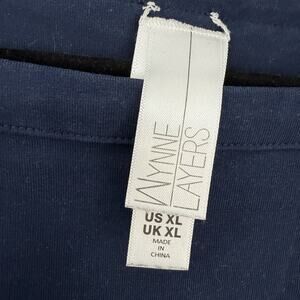 WYNNE
LAYERS
US XL
UK XL
MADE
IN
CHINA